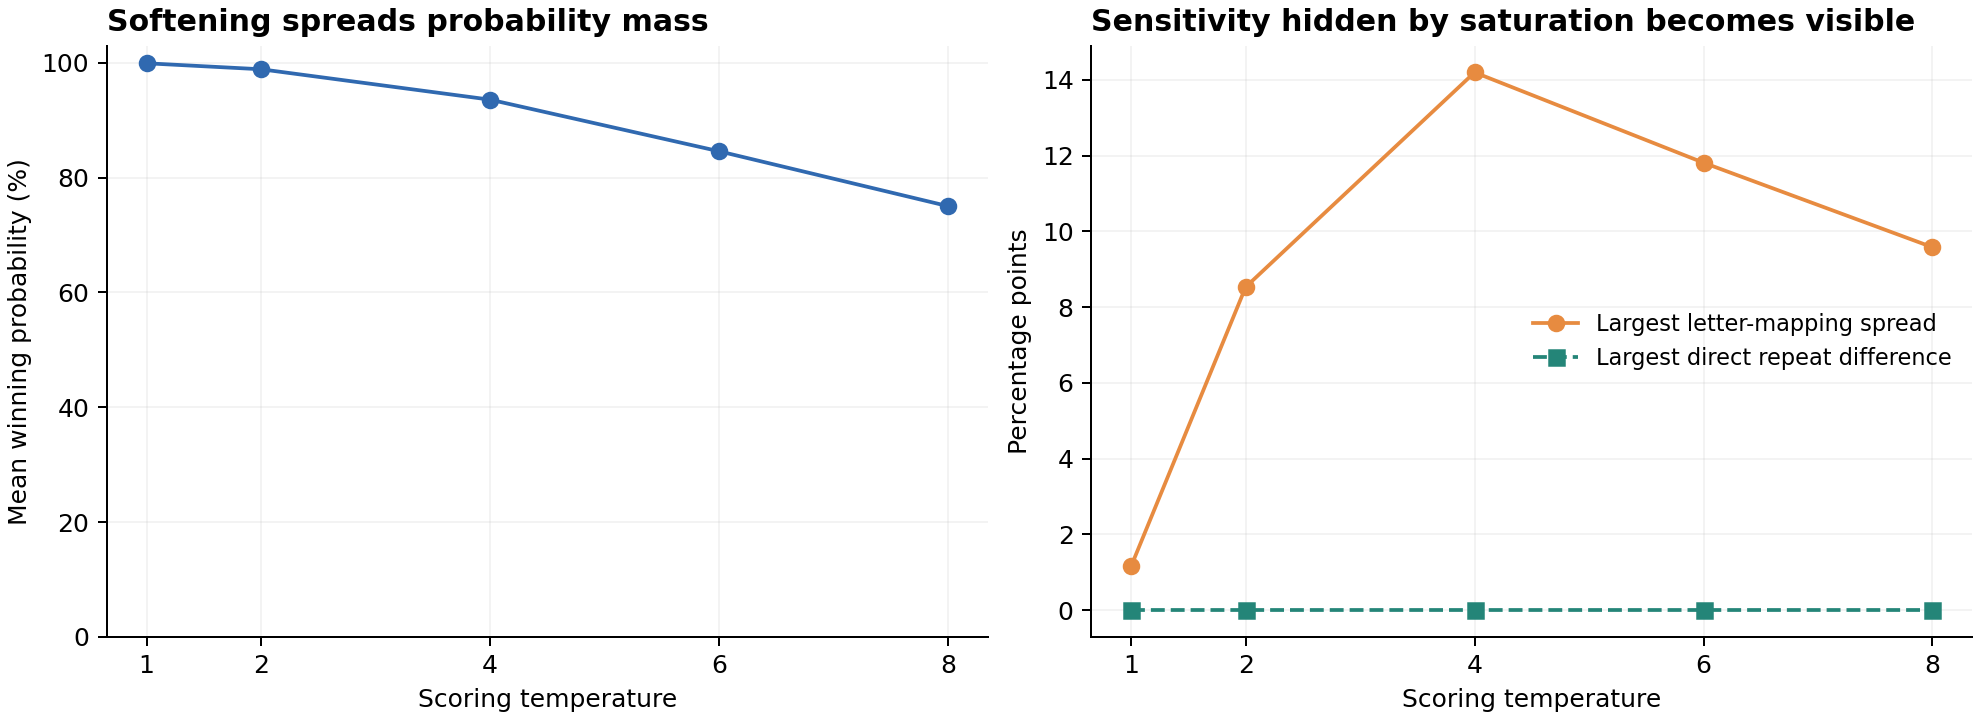 Softening spreads probability mass
Mean winning probability (%)
100
80
60
40
20
0
1 2 4 6 8
Scoring temperature
Sensitivity hidden by saturation becomes visible
Percentage points
14
12
10
8
6
4
2
0
Largest letter-mapping spread
Largest direct repeat difference
1 2 4 6 8
Scoring temperature